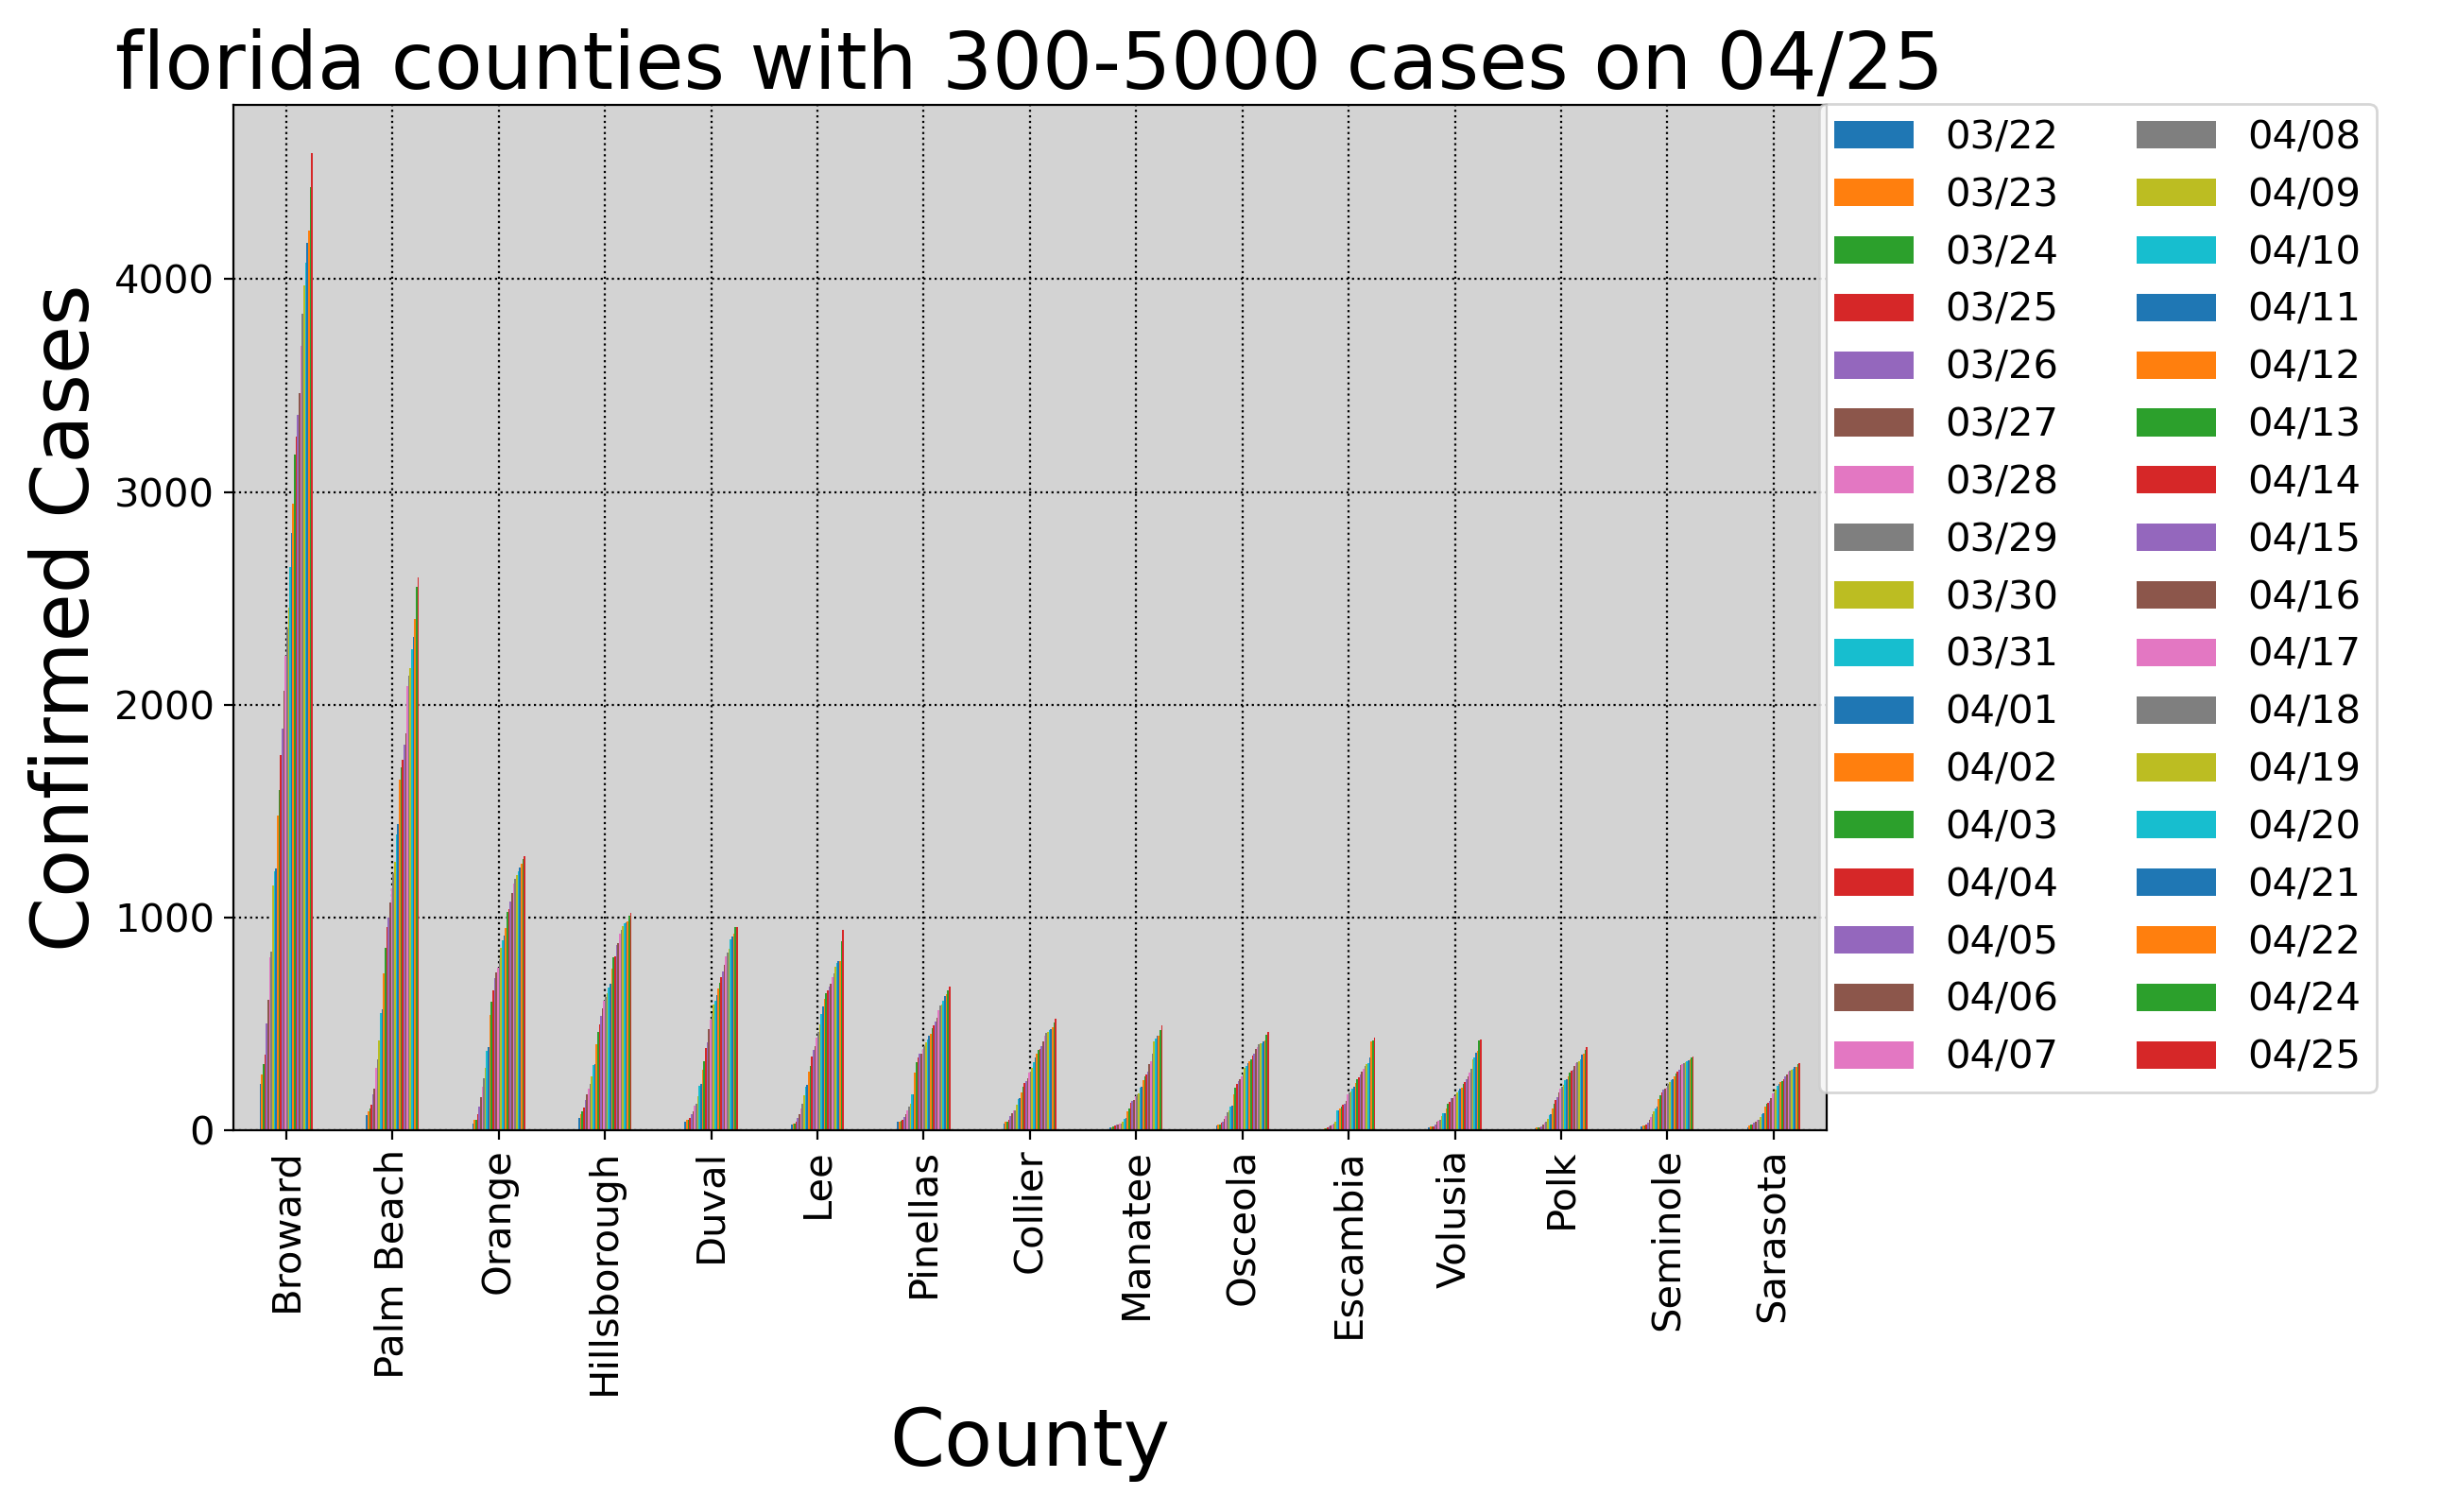 florida counties with 300-5000 cases on 04/25
Confirmed Cases
4000
3000
2000
1000
0
Broward
Palm Beach
Orange
Hillsborough
Duval
Lee
Pinellas
Collier
Manatee
Osceola
Escambia
Volusia
Polk
Seminole
Sarasota
County
03/22
03/23
03/24
03/25
03/26
03/27
03/28
03/29
03/30
03/31
04/01
04/02
04/03
04/04
04/05
04/06
04/07
04/08
04/09
04/10
04/11
04/12
04/13
04/14
04/15
04/16
04/17
04/18
04/19
04/20
04/21
04/22
04/24
04/25